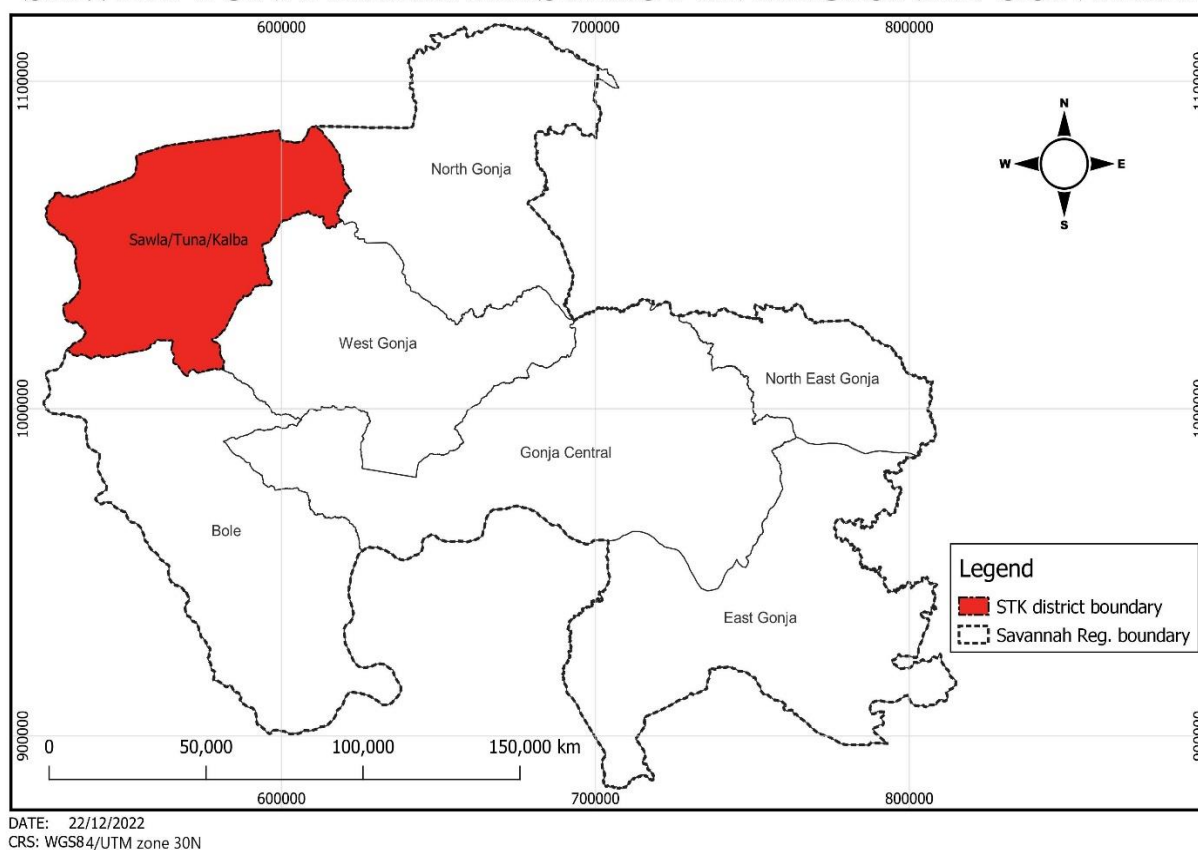 600000 700000 800000
1100000 1100000
N
W E
S
North Gonja
Sawla/Tuna/Kalba
West Gonja
North East Gonja
1000000 1000000
Gonja Central
Bole
Legend
STK district boundary
Savannah Reg. boundary
East Gonja
900000 900000
0 50,000 100,000 150,000 km
600000 700000 800000
DATE: 22/12/2022
CRS: WGS84/UTM zone 30N